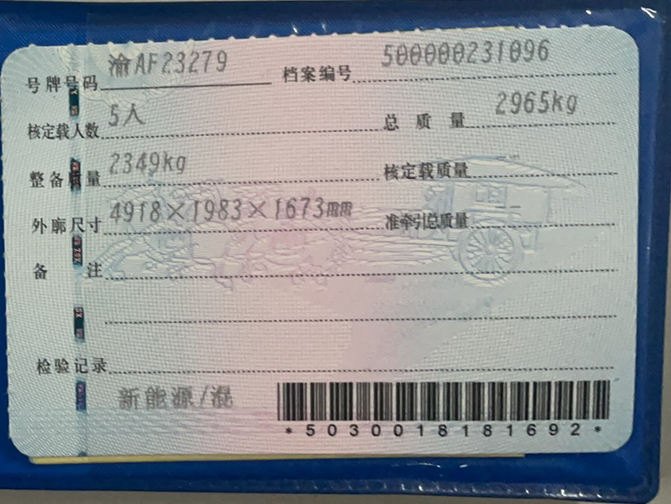 号牌号码 渝AF23279 档案编号 500000231096
核定载人数 5人 总质量 2965kg
整备质量 2349kg 核定载质量
外廓尺寸 4918×1983×1673mm 准牵引总质量 --
备注
检验记录
新能源/混
*5030018181692*